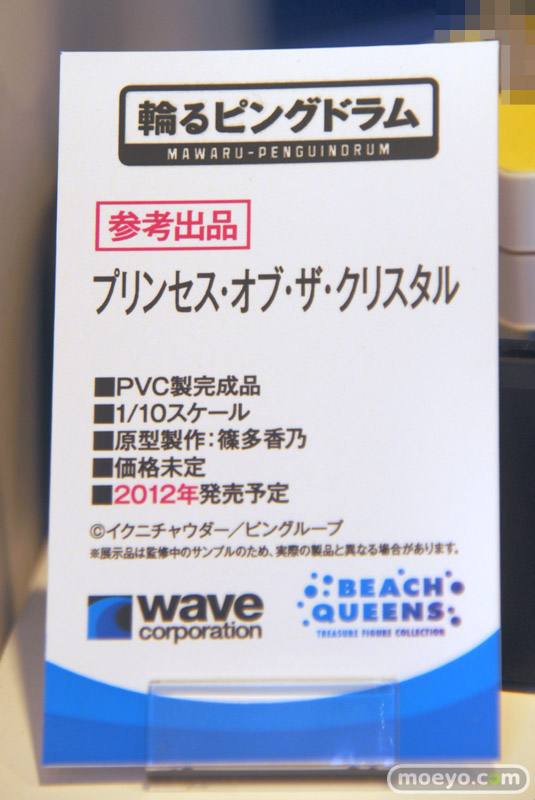 輪るピングドラム
MAWARU-PENGUINDRUM
参考出品
プリンセス・オブ・ザ・クリスタル
■PVC製完成品
■1/10スケール
■原型製作：篠多香乃
■価格未定
■2012年発売予定
©イクニチャウダー／ピングループ
※展示品は監修中のサンプルのため、実際の製品と異なる場合があります。
wave
corporation
BEACH
QUEENS
TREASURE FIGURE COLLECTION
moeyo.com